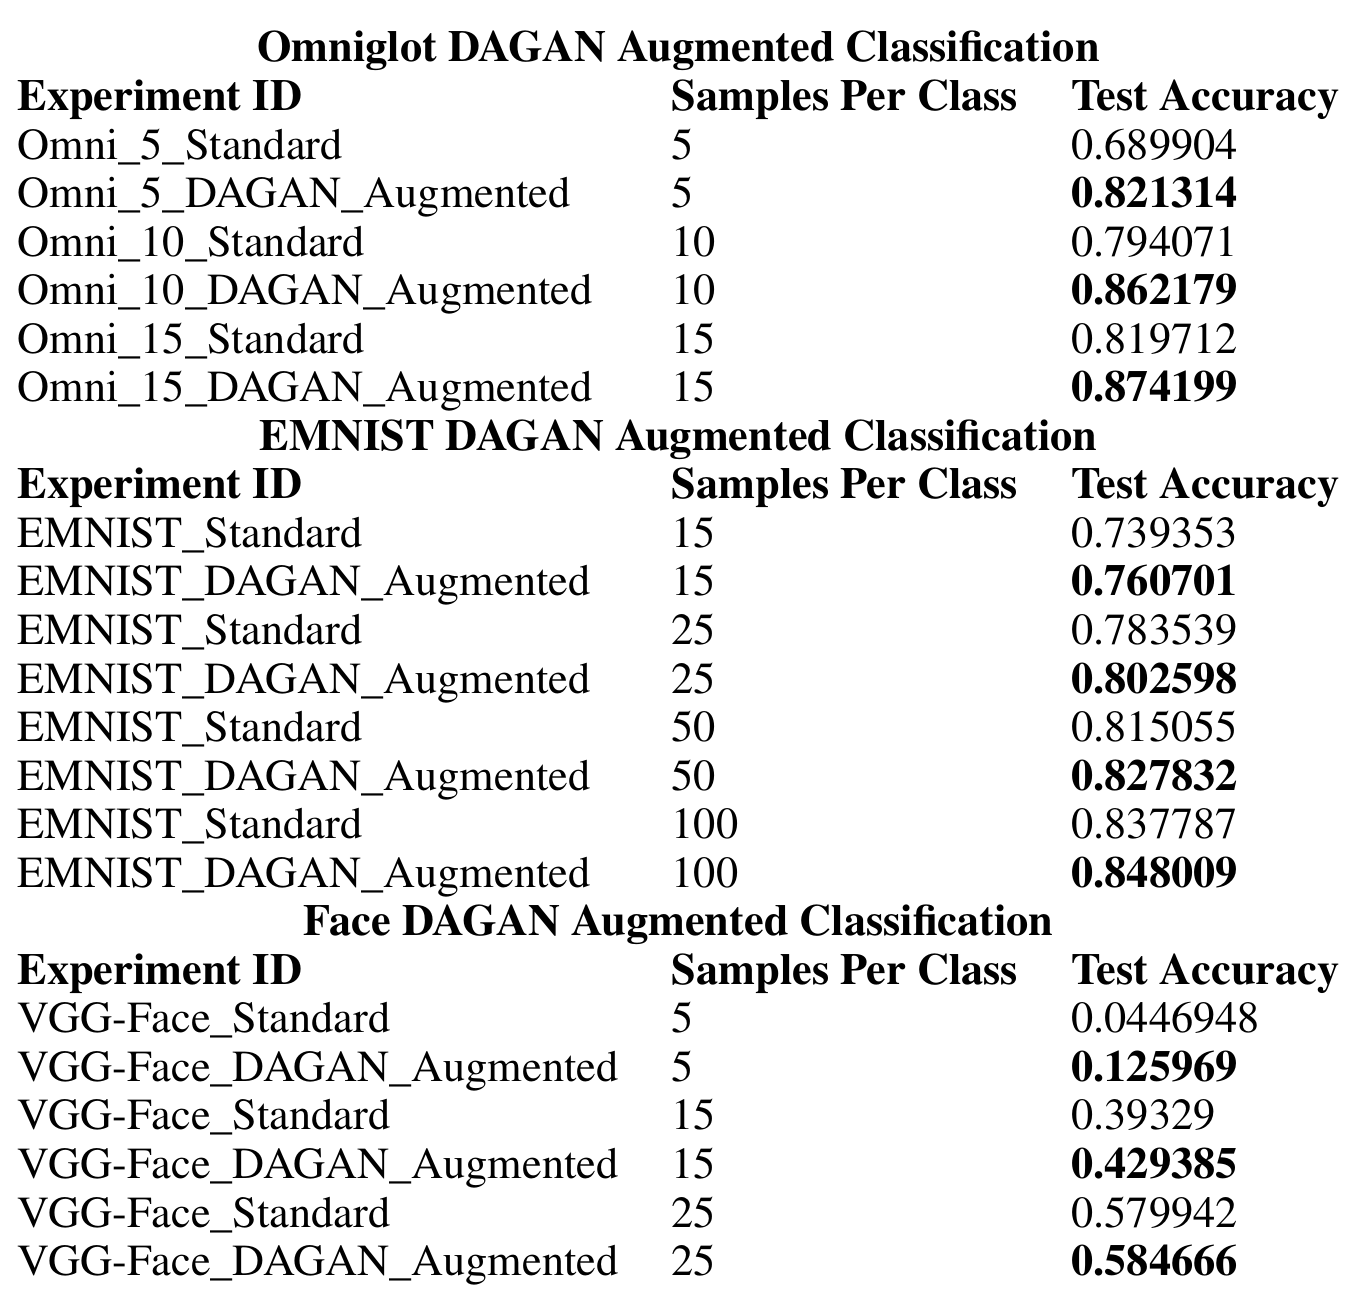 Omniglot DAGAN Augmented Classification
Experiment ID Samples Per Class Test Accuracy
Omni_5_Standard 5 0.689904
Omni_5_DAGAN_Augmented 5 0.821314
Omni_10_Standard 10 0.794071
Omni_10_DAGAN_Augmented 10 0.862179
Omni_15_Standard 15 0.819712
Omni_15_DAGAN_Augmented 15 0.874199
EMNIST DAGAN Augmented Classification
Experiment ID Samples Per Class Test Accuracy
EMNIST_Standard 15 0.739353
EMNIST_DAGAN_Augmented 15 0.760701
EMNIST_Standard 25 0.783539
EMNIST_DAGAN_Augmented 25 0.802598
EMNIST_Standard 50 0.815055
EMNIST_DAGAN_Augmented 50 0.827832
EMNIST_Standard 100 0.837787
EMNIST_DAGAN_Augmented 100 0.848009
Face DAGAN Augmented Classification
Experiment ID Samples Per Class Test Accuracy
VGG-Face_Standard 5 0.0446948
VGG-Face_DAGAN_Augmented 5 0.125969
VGG-Face_Standard 15 0.39329
VGG-Face_DAGAN_Augmented 15 0.429385
VGG-Face_Standard 25 0.579942
VGG-Face_DAGAN_Augmented 25 0.584666